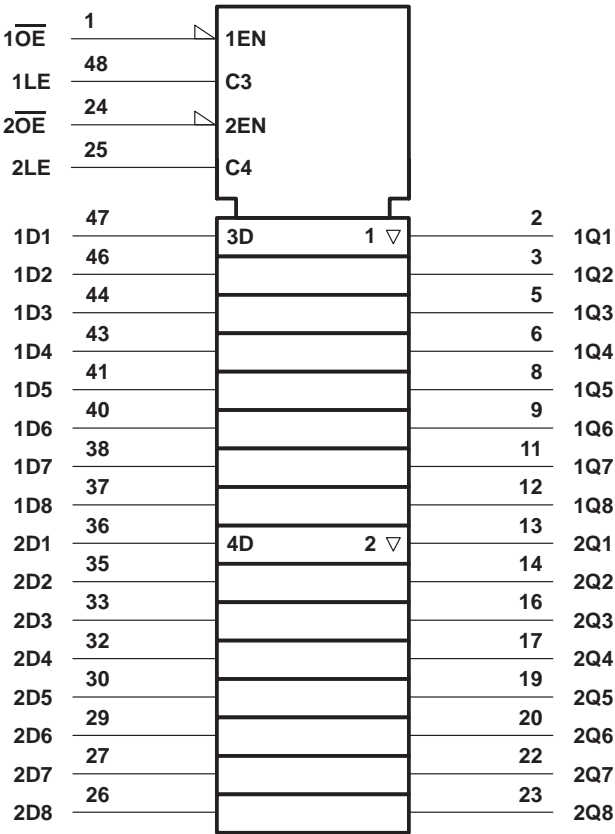 1
1O̅E̅ 1EN
48
1LE C3
24
2O̅E̅ 2EN
25
2LE C4
47 2
1D1 3D 1 ▽ 1Q1
46 3
1D2 1Q2
44 5
1D3 1Q3
43 6
1D4 1Q4
41 8
1D5 1Q5
40 9
1D6 1Q6
38 11
1D7 1Q7
37 12
1D8 1Q8
36 13
2D1 4D 2 ▽ 2Q1
35 14
2D2 2Q2
33 16
2D3 2Q3
32 17
2D4 2Q4
30 19
2D5 2Q5
29 20
2D6 2Q6
27 22
2D7 2Q7
26 23
2D8 2Q8